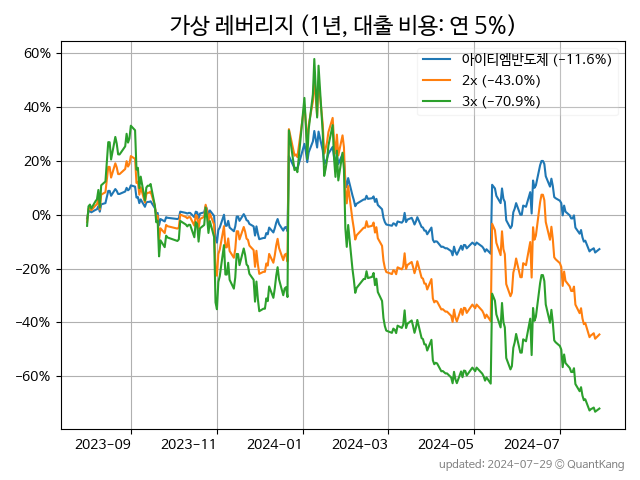 가상 레버리지 (1년, 대출 비용: 연 5%)
아이티엠반도체 (−11.6%)
2x (−43.0%)
3x (−70.9%)
60%
40%
20%
0%
−20%
−40%
−60%
2023-09
2023-11
2024-01
2024-03
2024-05
2024-07
updated: 2024-07-29 © QuantKang